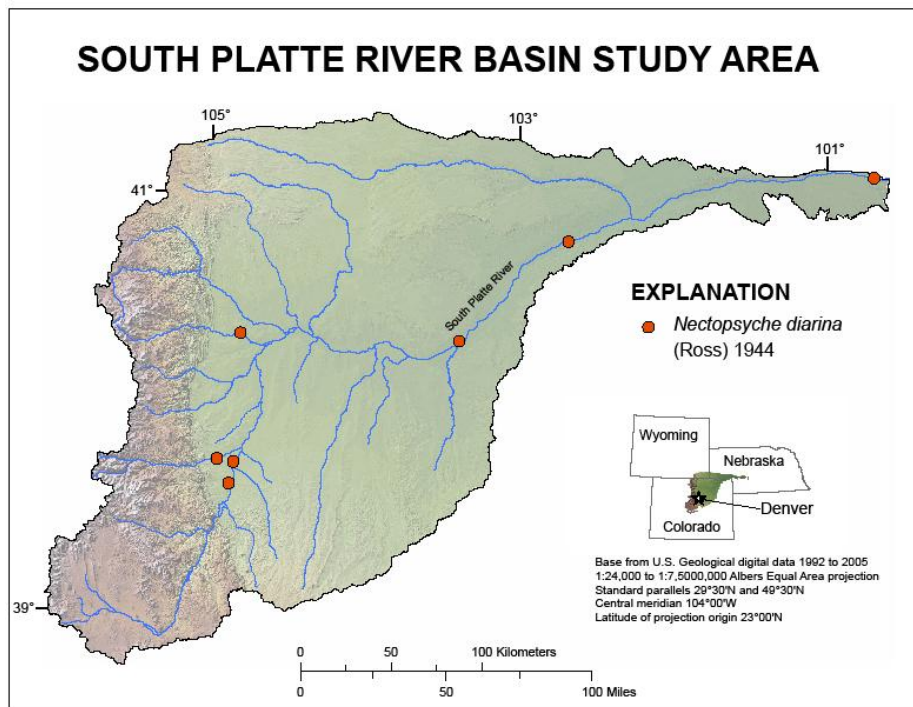 SOUTH PLATTE RIVER BASIN STUDY AREA
105°
103°
101°
41°
South Platte River
EXPLANATION
Nectopsyche diarina
(Ross) 1944
Wyoming
Nebraska
Denver
Colorado
Base from U.S. Geological digital data 1992 to 2005
1:24,000 to 1:7,5000,000 Albers Equal Area projection
Standard parallels 29°30'N and 49°30'N
Central meridian 104°00'W
Latitude of projection origin 23°00'N
39°
0 50 100 Kilometers
0 50 100 Miles